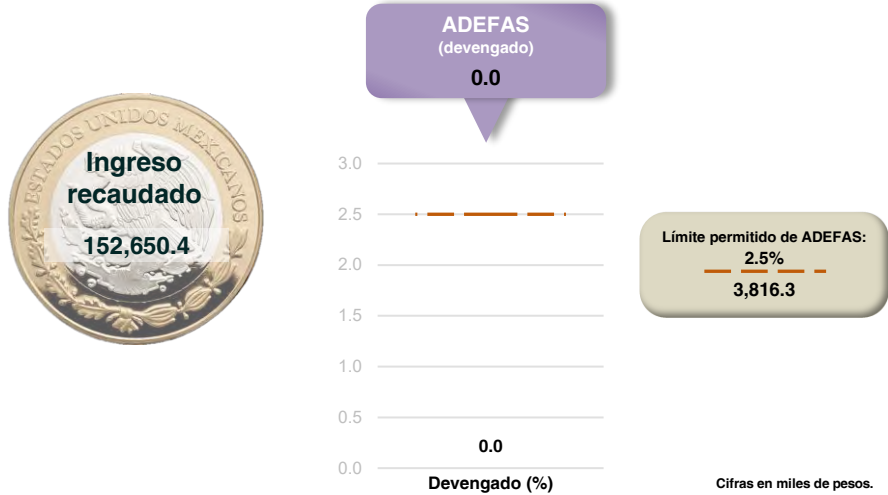 ADEFAS
(devengado)
0.0
ESTADOS UNIDOS MEXICANOS
Ingreso
recaudado
152,650.4
3.0
2.5
2.0
1.5
1.0
0.5
0.0
0.0
Devengado (%)
Límite permitido de ADEFAS:
2.5%
3,816.3
Cifras en miles de pesos.